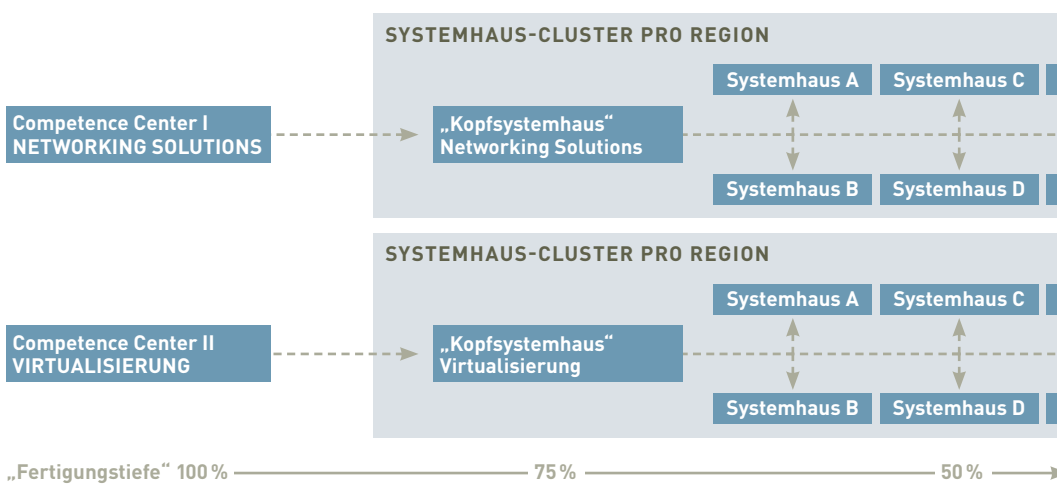 SYSTEMHAUS-CLUSTER PRO REGION
Systemhaus A
Systemhaus C
Competence Center I
NETWORKING SOLUTIONS
„Kopfsystemhaus“
Networking Solutions
Systemhaus B
Systemhaus D
SYSTEMHAUS-CLUSTER PRO REGION
Systemhaus A
Systemhaus C
Competence Center II
VIRTUALISIERUNG
„Kopfsystemhaus“
Virtualisierung
Systemhaus B
Systemhaus D
„Fertigungstiefe“ 100 % 75 % 50 %